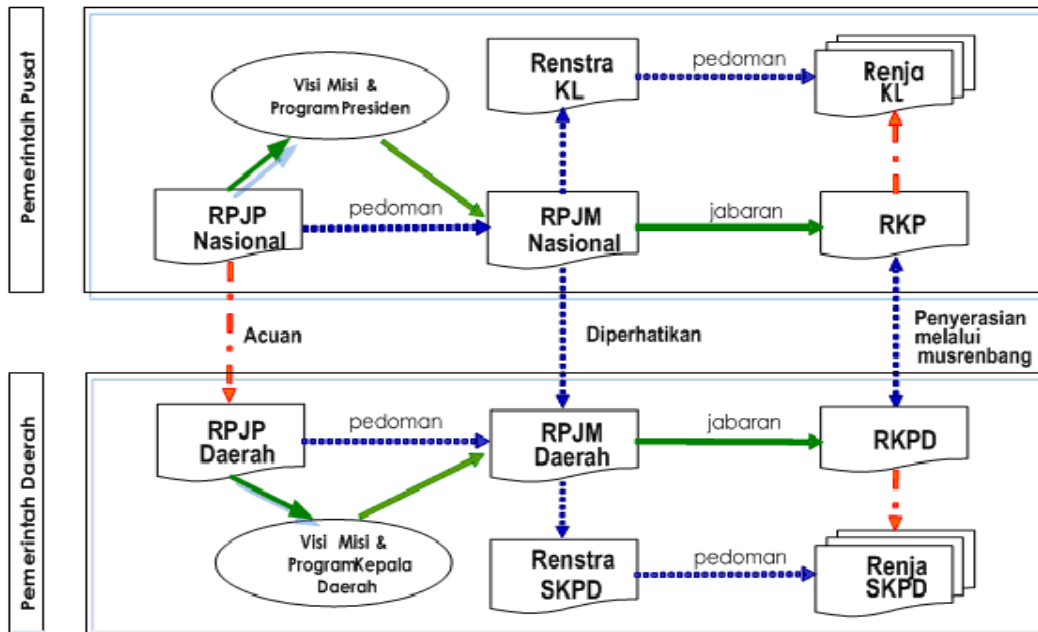 Pemerintah Pusat
Visi Misi &
Program Presiden
Renstra
KL
pedoman
Renja
KL
RPJP
Nasional
pedoman
RPJM
Nasional
jabaran
RKP
Acuan
Diperhatikan
Penyerasian
melalui
musrenbang
Pemerintah Daerah
RPJP
Daerah
pedoman
RPJM
Daerah
jabaran
RKPD
Visi Misi &
ProgramKepala
Daerah
Renstra
SKPD
pedoman
Renja
SKPD